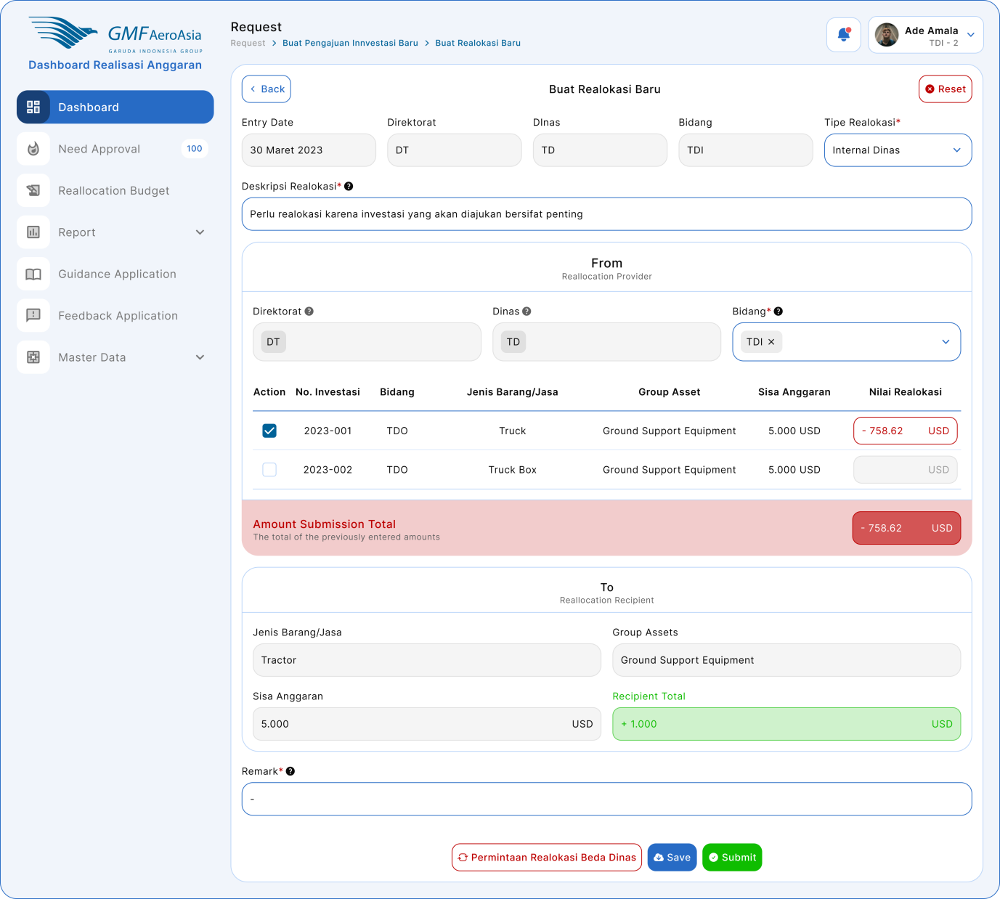 GMF AeroAsia
GARUDA INDONESIA GROUP
Dashboard Realisasi Anggaran
Dashboard
Need Approval
100
Reallocation Budget
Report
Guidance Application
Feedback Application
Master Data
Request
Request > Buat Pengajuan Innvestasi Baru > Buat Realokasi Baru
Ade Amala
TDI - 2
Back
Buat Realokasi Baru
Reset
Entry Date
Direktorat
DInas
Bidang
Tipe Realokasi*
30 Maret 2023
DT
TD
TDI
Internal Dinas
Deskripsi Realokasi*
Perlu realokasi karena investasi yang akan diajukan bersifat penting
From
Reallocation Provider
Direktorat
Dinas
Bidang*
DT
TD
TDI
Action No. Investasi Bidang Jenis Barang/Jasa Group Asset Sisa Anggaran Nilai Realokasi
2023-001 TDO Truck Ground Support Equipment 5.000 USD - 758.62 USD
2023-002 TDO Truck Box Ground Support Equipment 5.000 USD USD
Amount Submission Total
The total of the previously entered amounts
- 758.62 USD
To
Reallocation Recipient
Jenis Barang/Jasa
Group Assets
Tractor
Ground Support Equipment
Sisa Anggaran
Recipient Total
5.000 USD
+ 1.000 USD
Remark*
-
Permintaan Realokasi Beda Dinas
Save
Submit